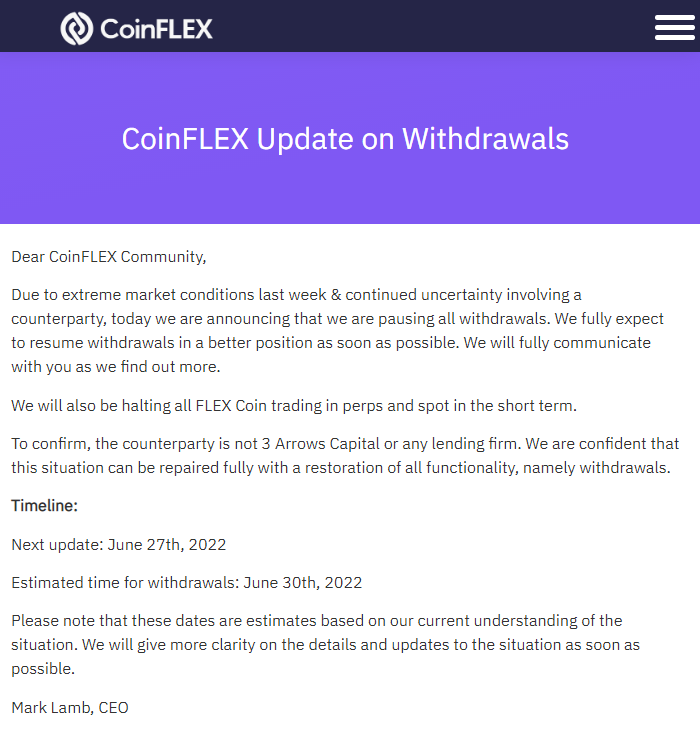 CoinFLEX
CoinFLEX Update on Withdrawals
Dear CoinFLEX Community,
Due to extreme market conditions last week & continued uncertainty involving a
counterparty, today we are announcing that we are pausing all withdrawals. We fully expect
to resume withdrawals in a better position as soon as possible. We will fully communicate
with you as we find out more.
We will also be halting all FLEX Coin trading in perps and spot in the short term.
To confirm, the counterparty is not 3 Arrows Capital or any lending firm. We are confident that
this situation can be repaired fully with a restoration of all functionality, namely withdrawals.
Timeline:
Next update: June 27th, 2022
Estimated time for withdrawals: June 30th, 2022
Please note that these dates are estimates based on our current understanding of the
situation. We will give more clarity on the details and updates to the situation as soon as
possible.
Mark Lamb, CEO